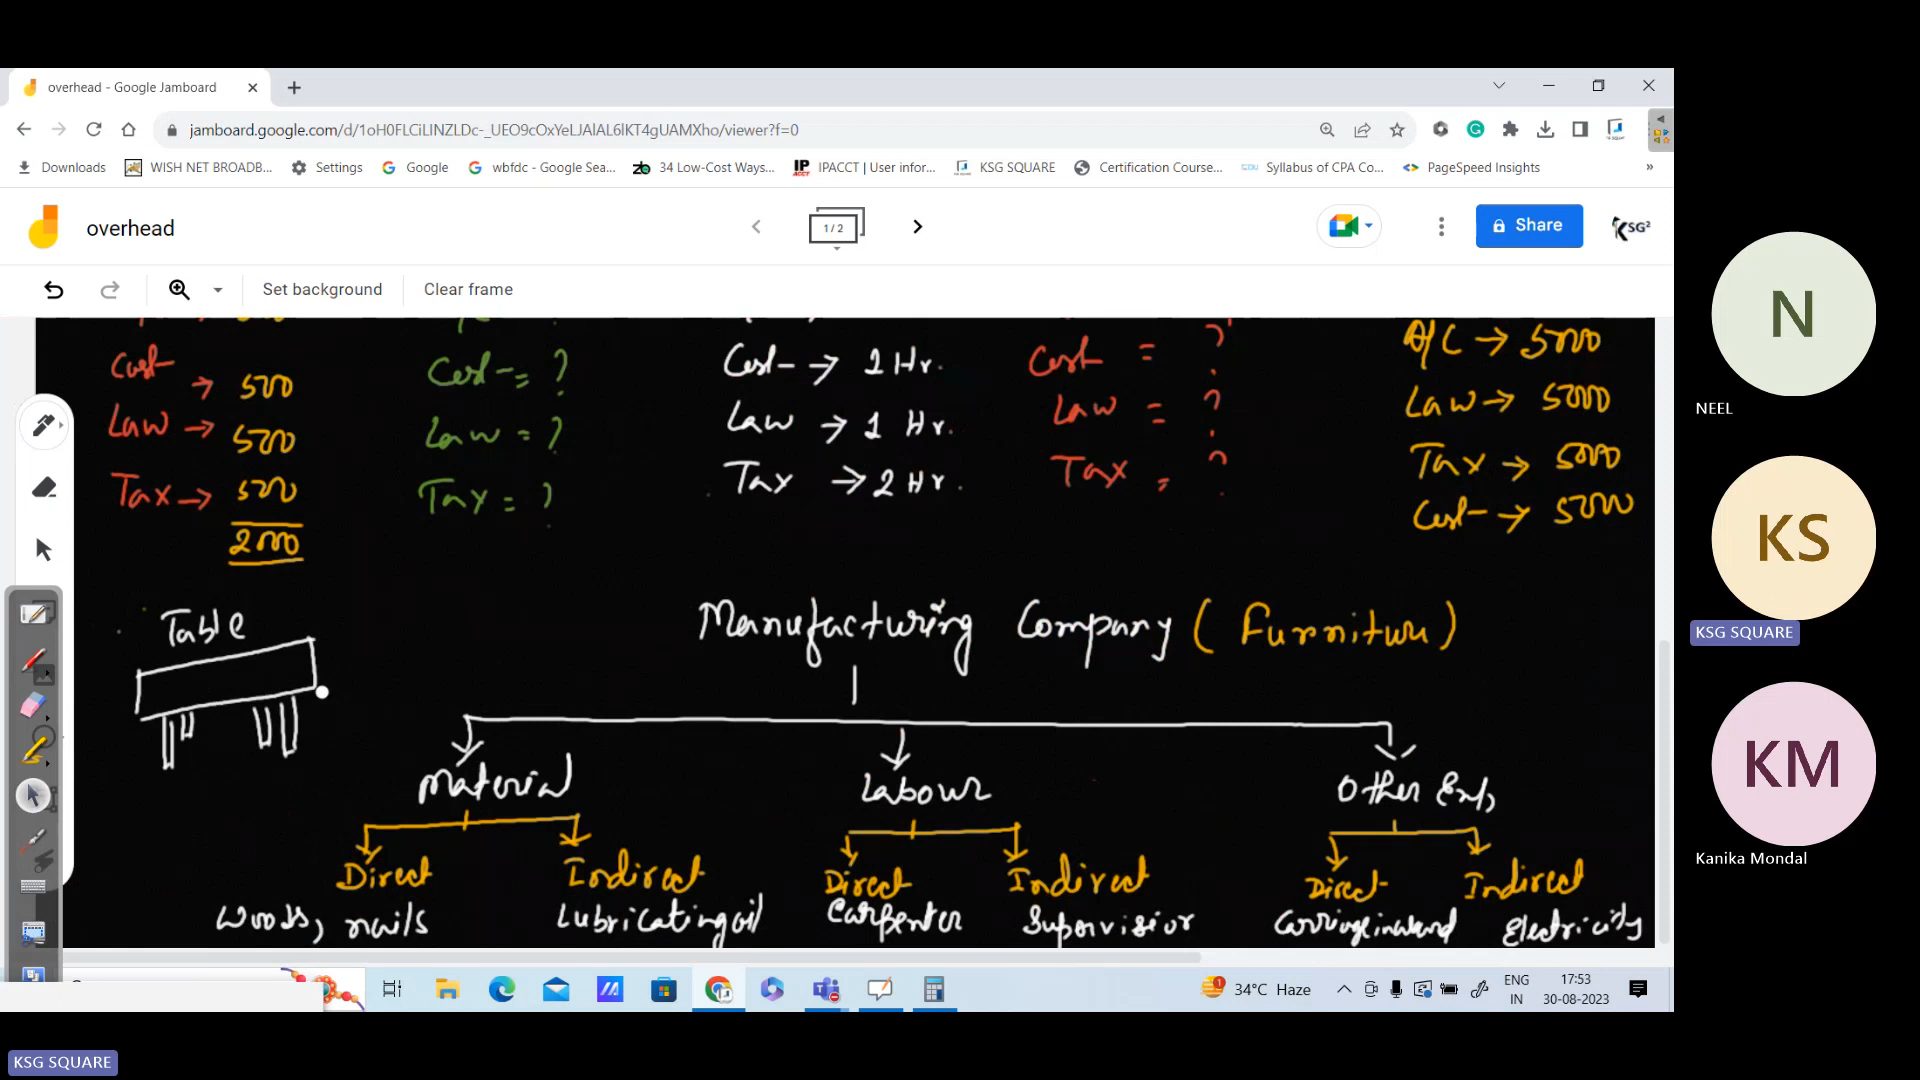 overhead - Google Jamboard
jamboard.google.com/d/1oH0FLCiLINZLDc-_UEO9cOxYeLJAlAL6lKT4gUAMXho/viewer?f=0
Downloads WISH NET BROADB... Settings Google wbfdc - Google Sea... 34 Low-Cost Ways... IPACCT | User infor... KSG SQUARE Certification Course... Syllabus of CPA Co... PageSpeed Insights »
overhead
1 / 2
Share
KSG²
Set background Clear frame
Cost → 500
Law → 500
Tax → 500
2000
Cost = ?
Law = ?
Tax = ?
Cost → 1 Hr.
Law → 1 Hr.
Tax → 2 Hr.
Cost = ?
Law = ?
Tax = ?
A/C → 5000
Law → 5000
Tax → 5000
Cost → 5000
Table
Manufacturing Company (Furniture)
Material Labour Other Exp,
Direct Indirect Direct Indirect Direct Indirect
Woods, nails Lubricating oil Carpenter Supervisior Carriage inward Electricity
N
NEEL
KS
KSG SQUARE
KM
Kanika Mondal
34°C Haze
ENG
IN
17:53
30-08-2023
KSG SQUARE